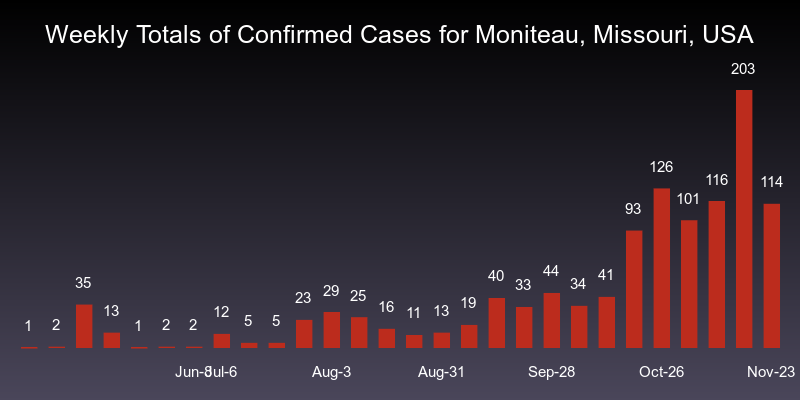 Weekly Totals of Confirmed Cases for Moniteau, Missouri, USA
1 2 35 13 1 2 2 12 5 5 23 29 25 16 11 13 19 40 33 44 34 41 93 126 101 116 203 114
Jun-8 Jul-6 Aug-3 Aug-31 Sep-28 Oct-26 Nov-23